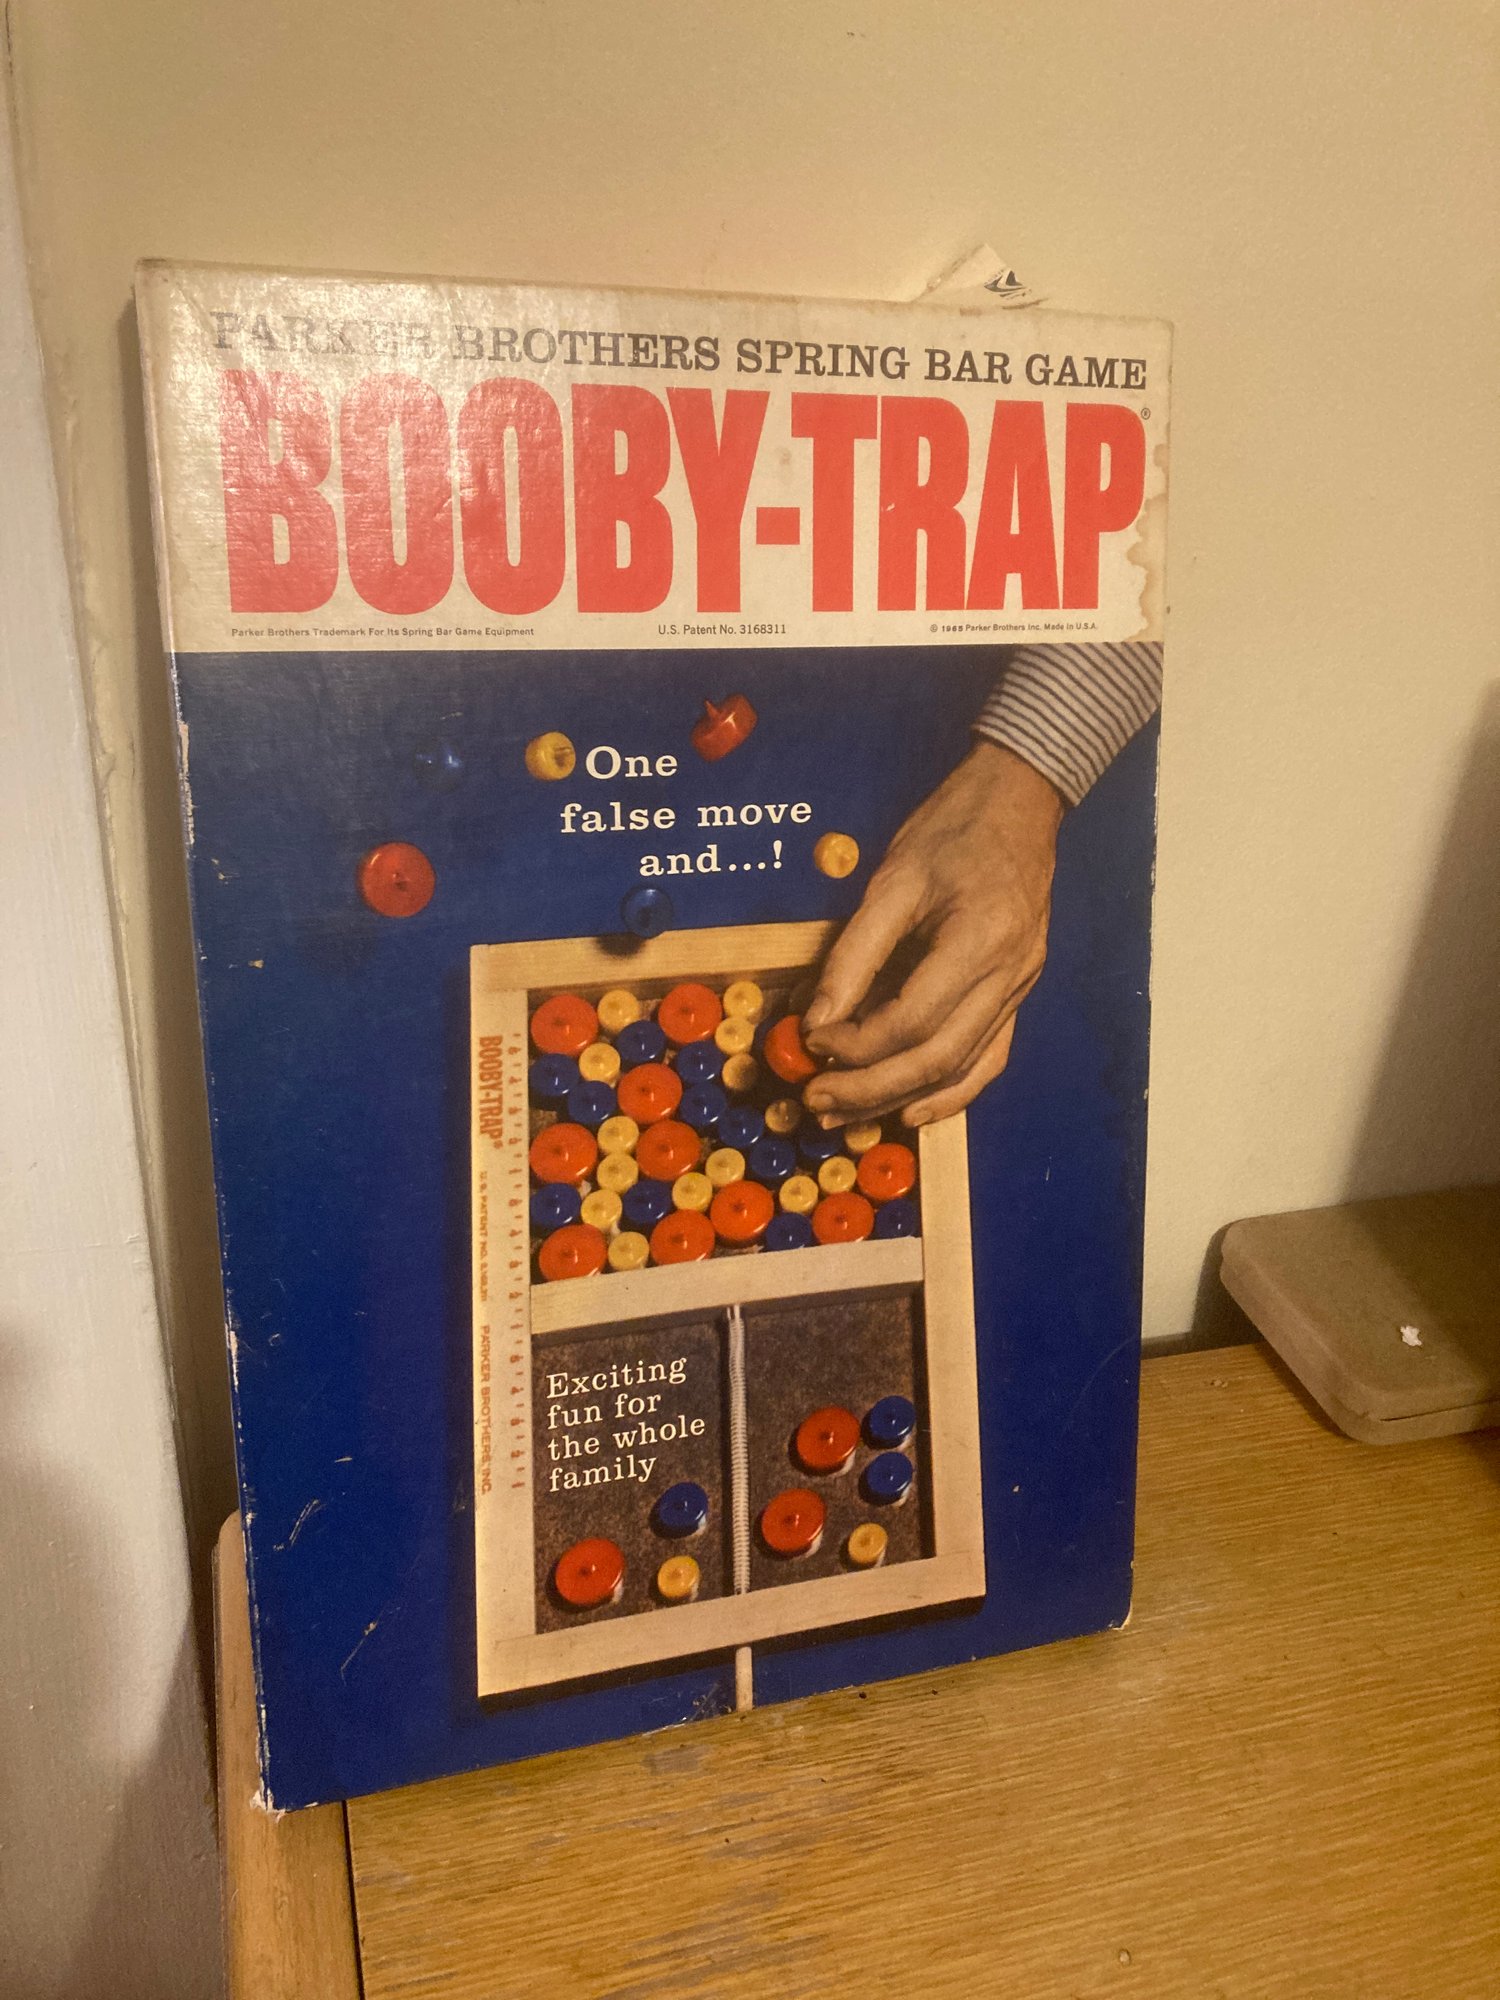 PARKER BROTHERS SPRING BAR GAME
BOOBY-TRAP®
Parker Brothers Trademark For Its Spring Bar Game Equipment
U.S. Patent No. 3168311
© 1965 Parker Brothers Inc. Made in U.S.A.
One
false move
and...!
BOOBY-TRAP®
U.S. PATENT NO.
PARKER BROTHERS, INC.
Exciting
fun for
the whole
family